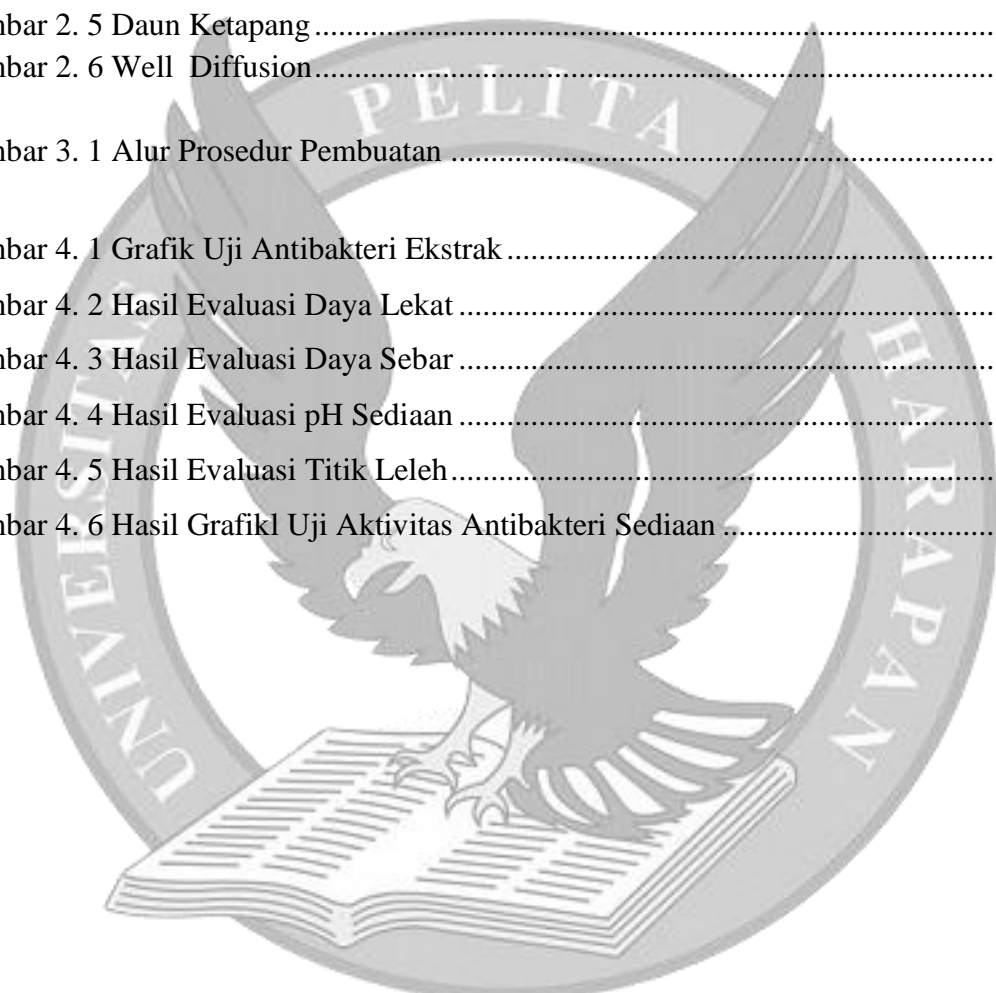 mbar 2. 5 Daun Ketapang ................................................................
mbar 2. 6 Well  Diffusion ................................................................
mbar 3. 1 Alur Prosedur Pembuatan ................................................................
mbar 4. 1 Grafik Uji Antibakteri Ekstrak ................................................................
mbar 4. 2 Hasil Evaluasi Daya Lekat ................................................................
mbar 4. 3 Hasil Evaluasi Daya Sebar ................................................................
mbar 4. 4 Hasil Evaluasi pH Sediaan ................................................................
mbar 4. 5 Hasil Evaluasi Titik Leleh ................................................................
mbar 4. 6 Hasil Grafikl Uji Aktivitas Antibakteri Sediaan ................................
UNIVERSITAS PELITA HARAPAN